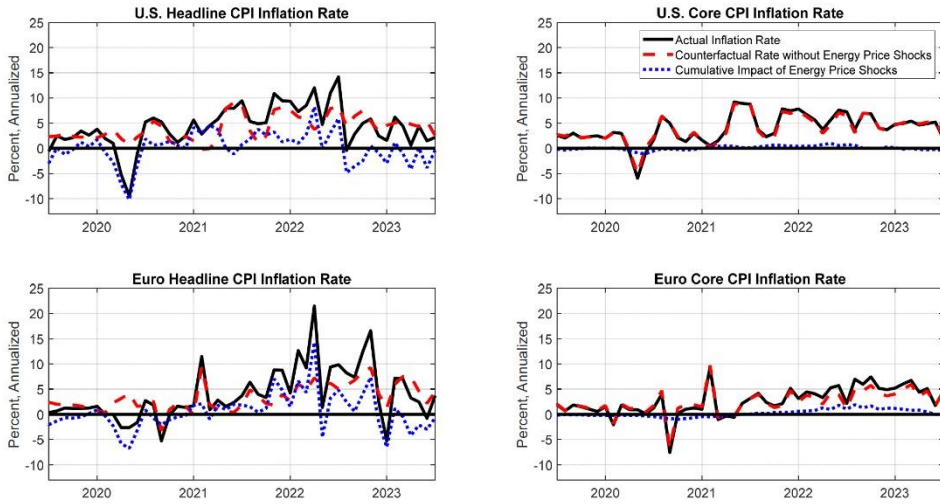 U.S. Headline CPI Inflation Rate
Percent, Annualized
25
20
15
10
5
0
-5
-10
2020 2021 2022 2023
U.S. Core CPI Inflation Rate
Percent, Annualized
25
20
15
10
5
0
-5
-10
Actual Inflation Rate
Counterfactual Rate without Energy Price Shocks
Cumulative Impact of Energy Price Shocks
2020 2021 2022 2023
Euro Headline CPI Inflation Rate
Percent, Annualized
25
20
15
10
5
0
-5
-10
2020 2021 2022 2023
Euro Core CPI Inflation Rate
Percent, Annualized
25
20
15
10
5
0
-5
-10
2020 2021 2022 2023